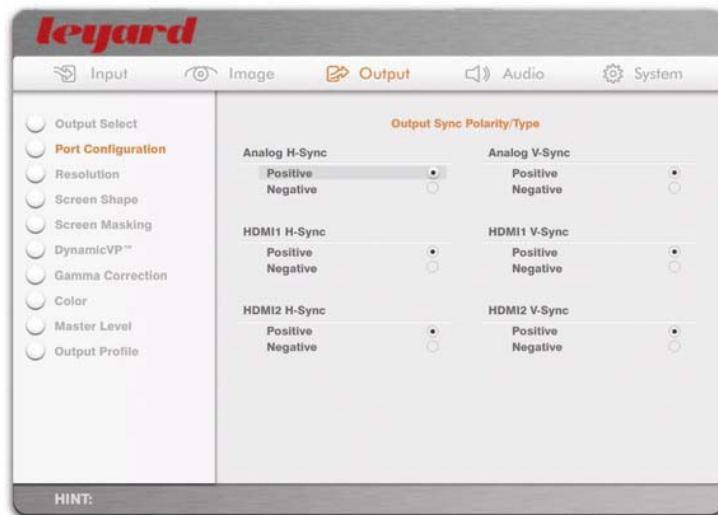 leyard
Input Image Output Audio System
Output Select
Port Configuration
Resolution
Screen Shape
Screen Masking
DynamicVP™
Gamma Correction
Color
Master Level
Output Profile
Output Sync Polarity/Type
Analog H-Sync
Positive
Negative
Analog V-Sync
Positive
Negative
HDMI1 H-Sync
Positive
Negative
HDMI1 V-Sync
Positive
Negative
HDMI2 H-Sync
Positive
Negative
HDMI2 V-Sync
Positive
Negative
HINT: